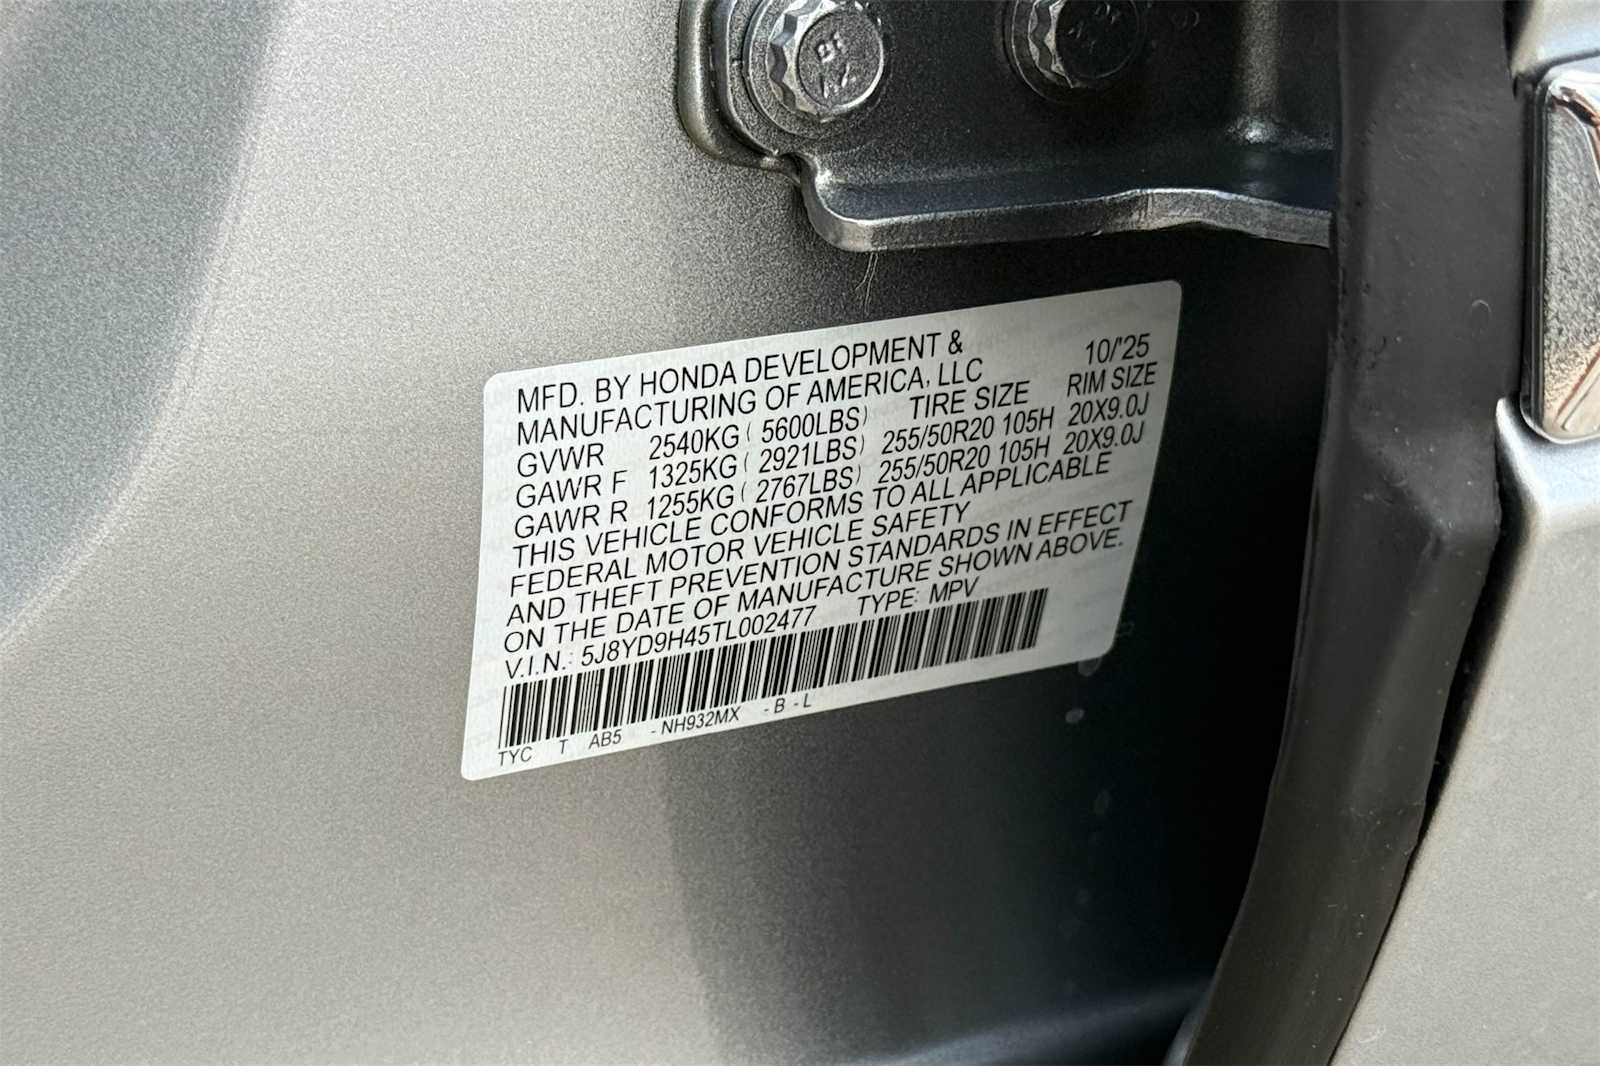 MFD. BY HONDA DEVELOPMENT & 10/'25
MANUFACTURING OF AMERICA, LLC
GVWR 2540KG ( 5600LBS) TIRE SIZE RIM SIZE
GAWR F 1325KG ( 2921LBS) 255/50R20 105H 20X9.0J
GAWR R 1255KG ( 2767LBS) 255/50R20 105H 20X9.0J
THIS VEHICLE CONFORMS TO ALL APPLICABLE
FEDERAL MOTOR VEHICLE SAFETY
AND THEFT PREVENTION STANDARDS IN EFFECT
ON THE DATE OF MANUFACTURE SHOWN ABOVE.
V.I.N.: 5J8YD9H45TL002477 TYPE: MPV
TYC T AB5 - NH932MX - B - L